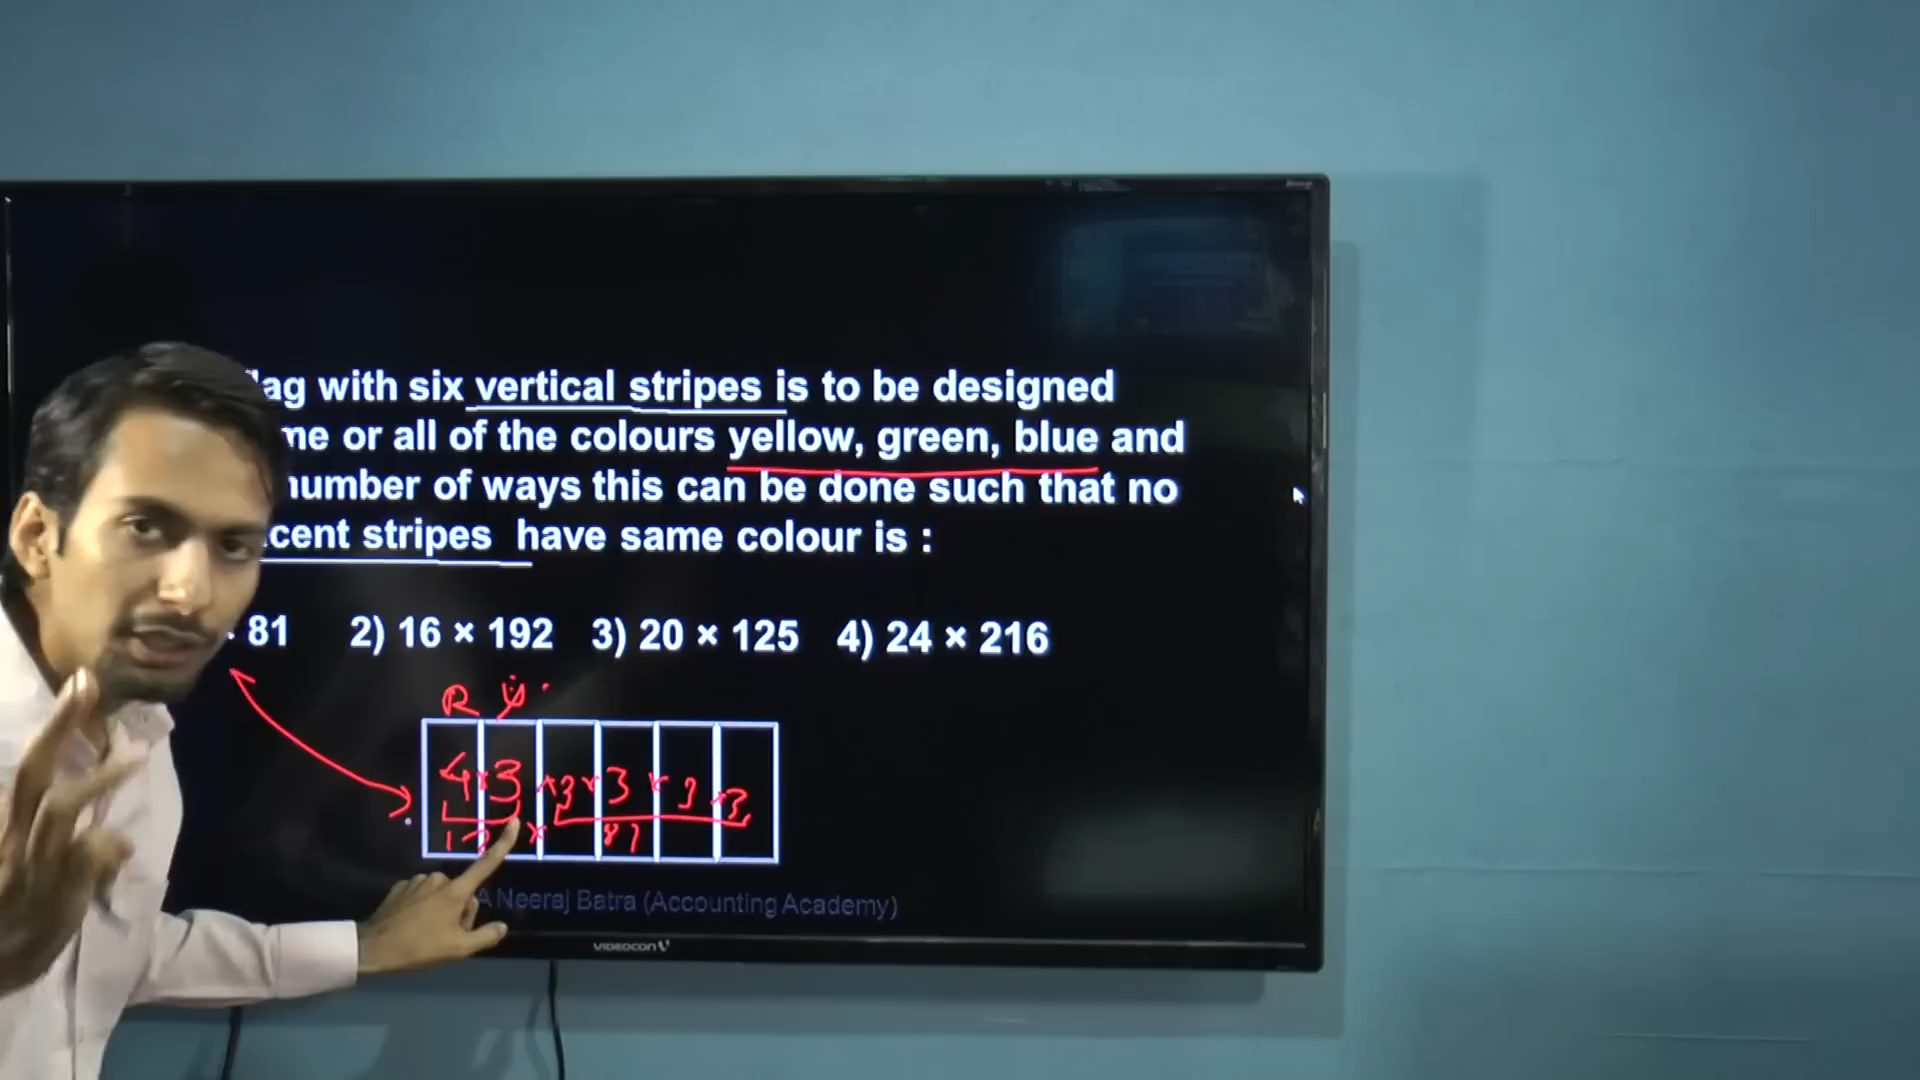 lag with six vertical stripes is to be designed
me or all of the colours yellow, green, blue and
number of ways this can be done such that no
cent stripes have same colour is :
81 2) 16 × 192 3) 20 × 125 4) 24 × 216
R y
4 × 3 × 3 × 3 × 3 × 3
12 × 81
A Neeraj Batra (Accounting Academy)
VIDEOCON